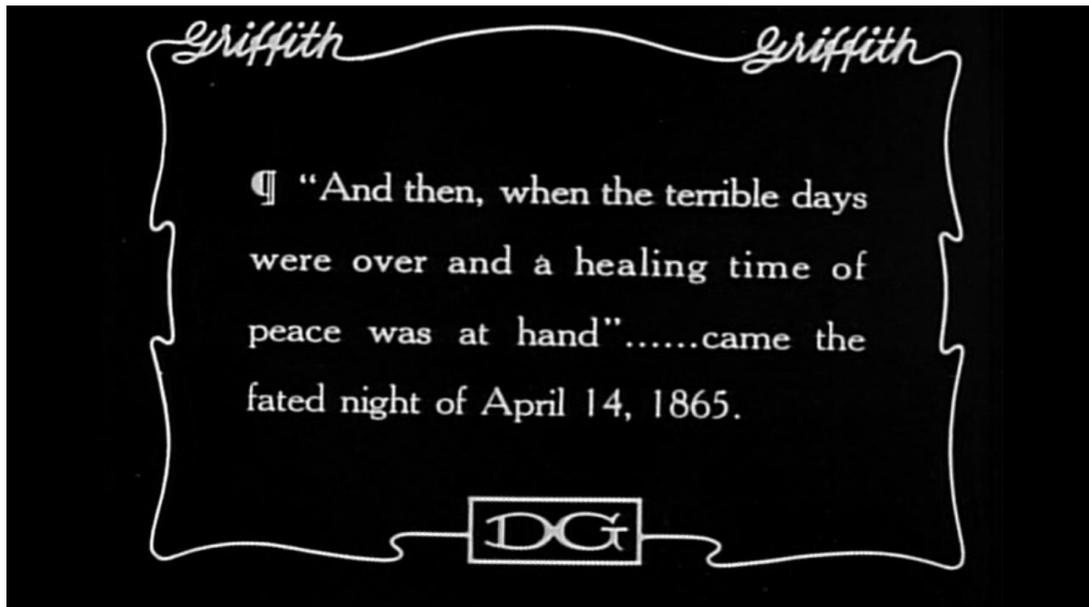 Griffith Griffith
¶ “And then, when the terrible days
were over and a healing time of
peace was at hand”......came the
fated night of April 14, 1865.
DG